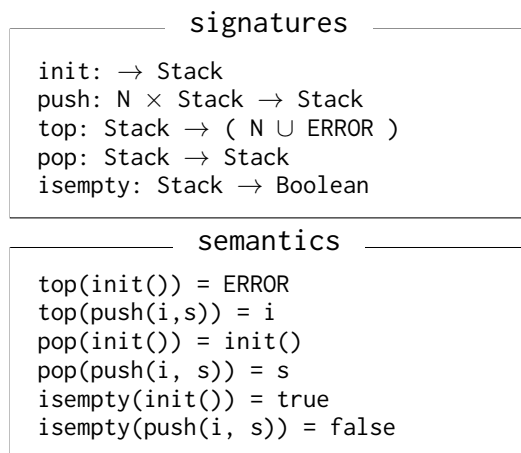 signatures
init: → Stack
push: N × Stack → Stack
top: Stack → ( N ∪ ERROR )
pop: Stack → Stack
isempty: Stack → Boolean
semantics
top(init()) = ERROR
top(push(i,s)) = i
pop(init()) = init()
pop(push(i, s)) = s
isempty(init()) = true
isempty(push(i, s)) = false